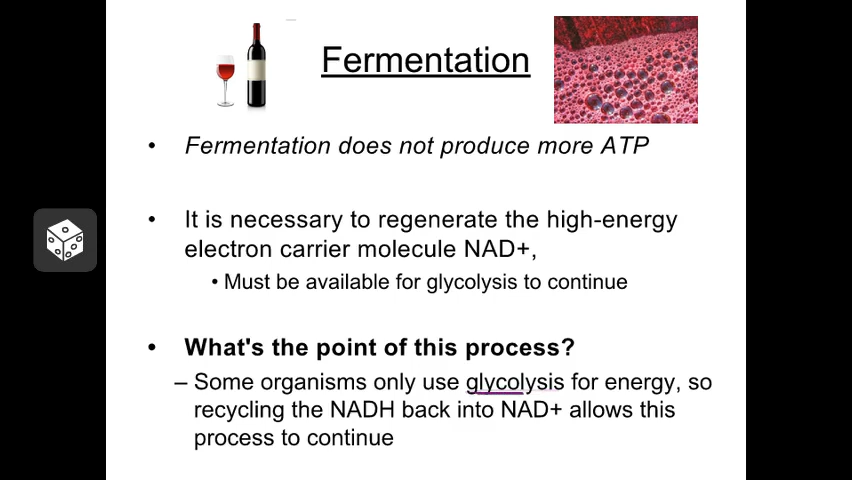 Fermentation
• Fermentation does not produce more ATP
• It is necessary to regenerate the high-energy
electron carrier molecule NAD+,
• Must be available for glycolysis to continue
• What's the point of this process?
– Some organisms only use glycolysis for energy, so
recycling the NADH back into NAD+ allows this
process to continue